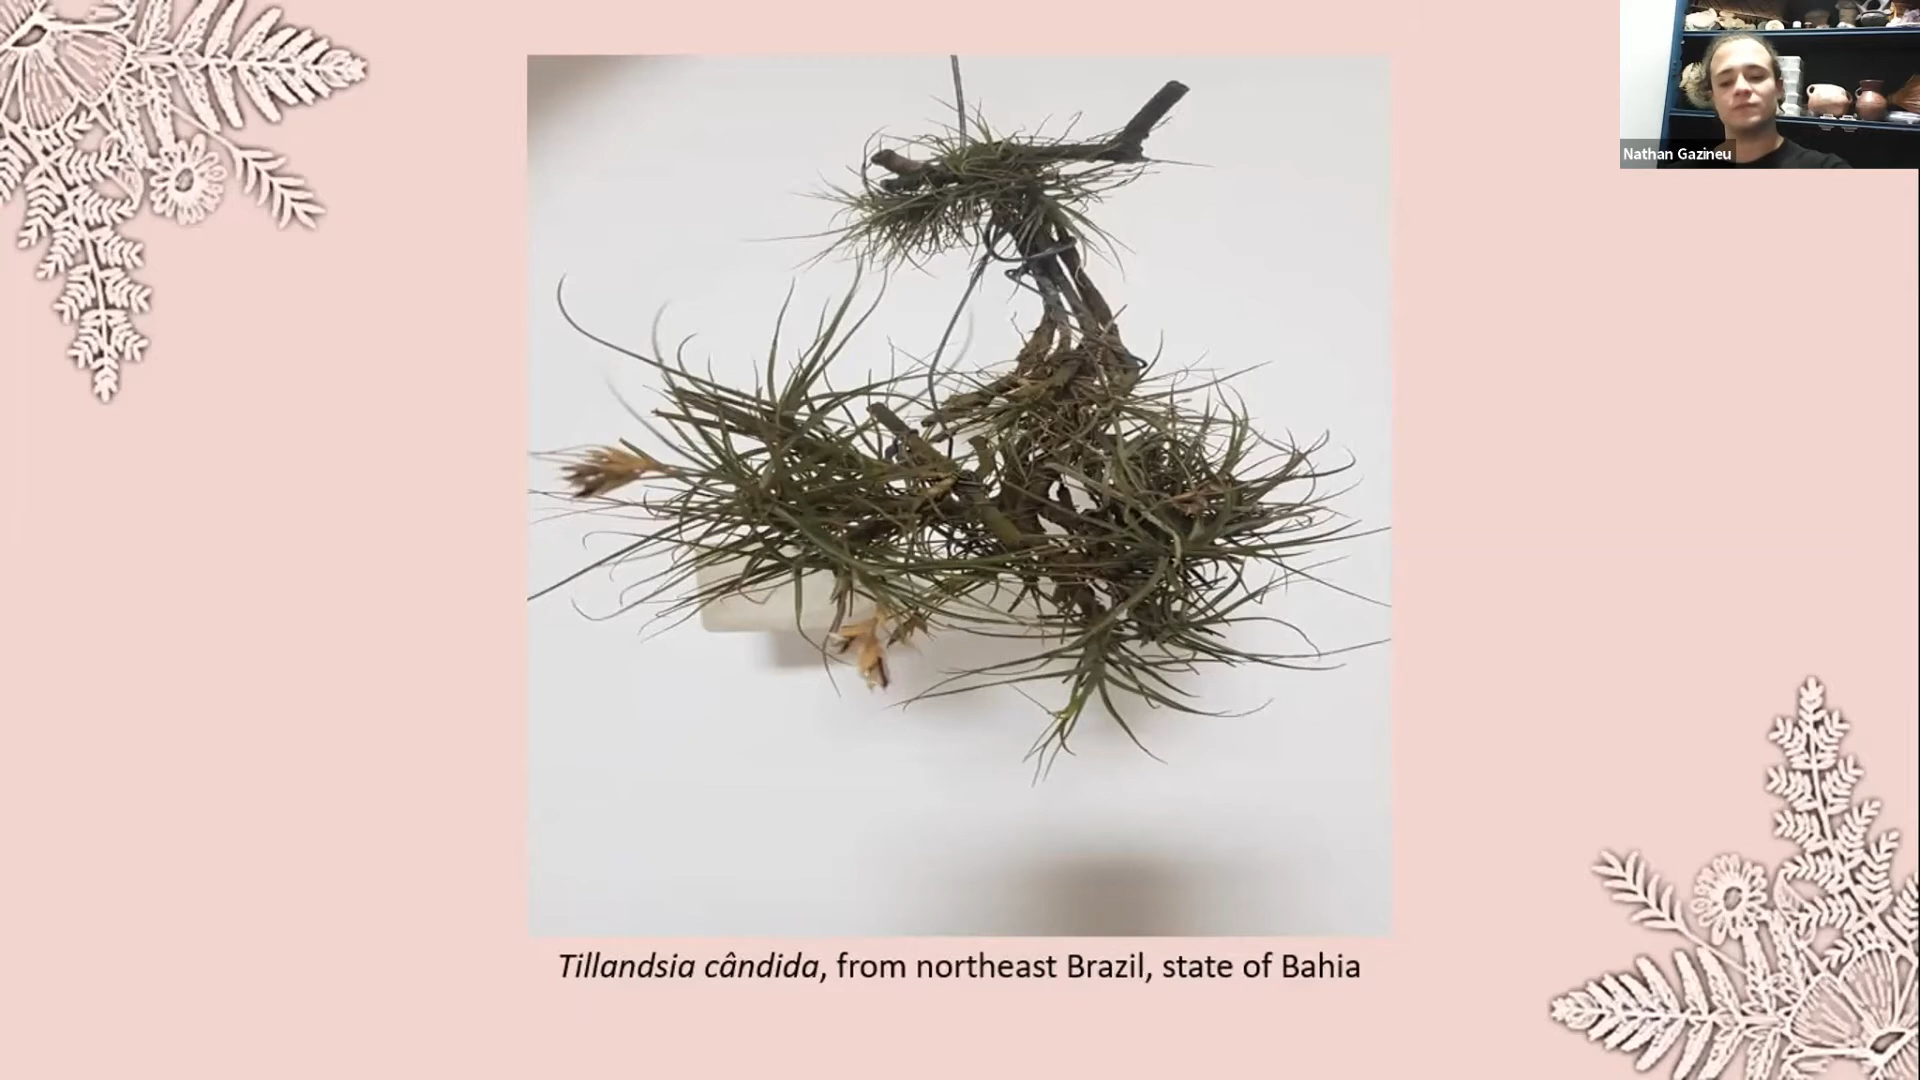 Nathan Gazineu
Tillandsia cândida, from northeast Brazil, state of Bahia